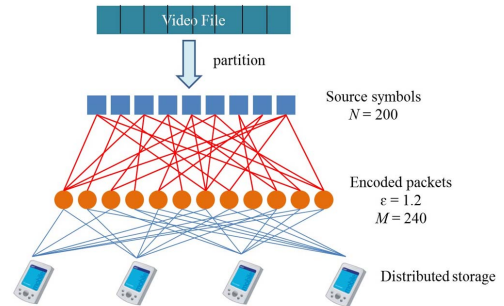 Video File
partition
Source symbols
N = 200
Encoded packets
ε = 1.2
M = 240
Distributed storage